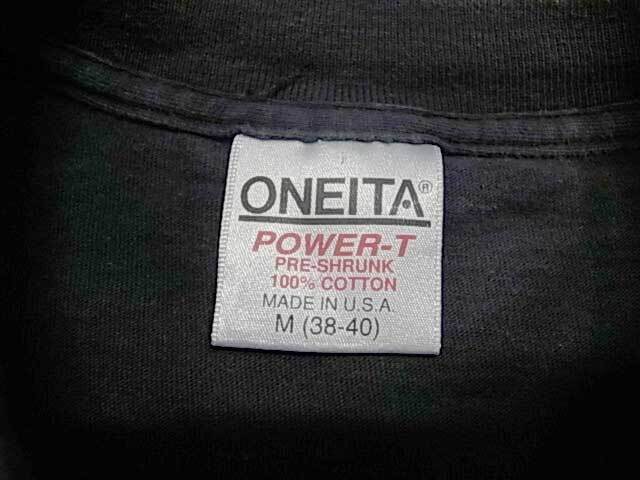 ONEITA®
POWER-T
PRE-SHRUNK
100% COTTON
MADE IN U.S.A.
M (38-40)